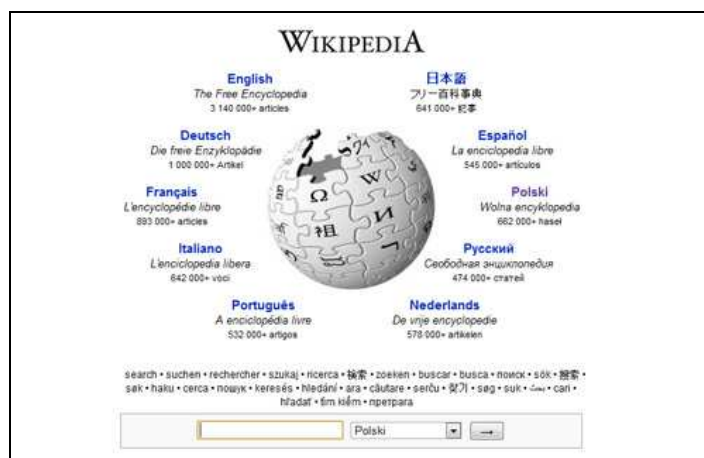 WIKIPEDIA
English
The Free Encyclopedia
3 140 000+ articles
日本語
フリー百科事典
641 000+ 記事
Deutsch
Die freie Enzyklopädie
1 000 000+ Artikel
Español
La enciclopedia libre
545 000+ artículos
Français
L'encyclopédie libre
893 000+ articles
Polski
Wolna encyklopedia
662 000+ haseł
Italiano
L'enciclopedia libera
642 000+ voci
Русский
Свободная энциклопедия
474 000+ статей
Português
A enciclopédia livre
532 000+ artigos
Nederlands
De vrije encyclopedie
578 000+ artikelen
Ω W И 祖
search • suchen • rechercher • szukaj • ricerca • 検索 • zoeken • buscar • busca • поиск • sök • 搜索 •
søk • haku • cerca • пошук • keresés • hledání • ara • căutare • serĉu • 찾기 • søg • suk • بحث • cari •
hľadať • tìm kiếm • претрага
Polski →